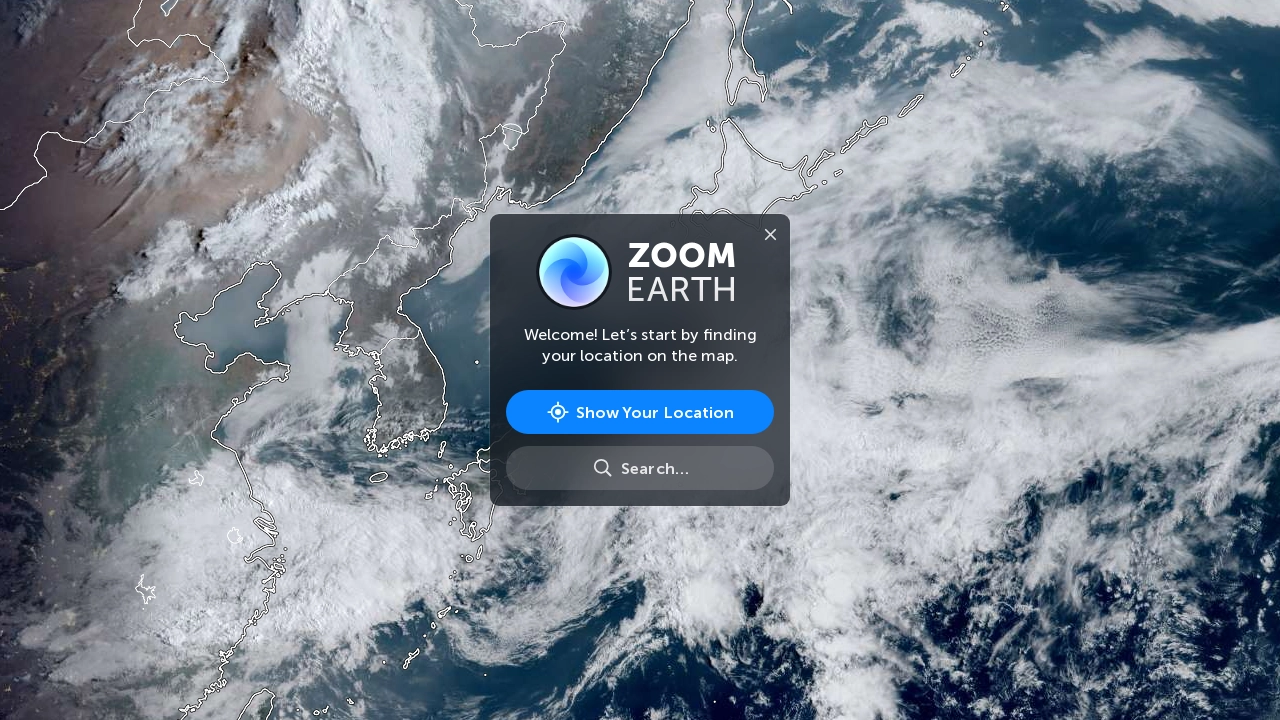 ZOOM
EARTH
Welcome! Let’s start by finding
your location on the map.
Show Your Location
Search...